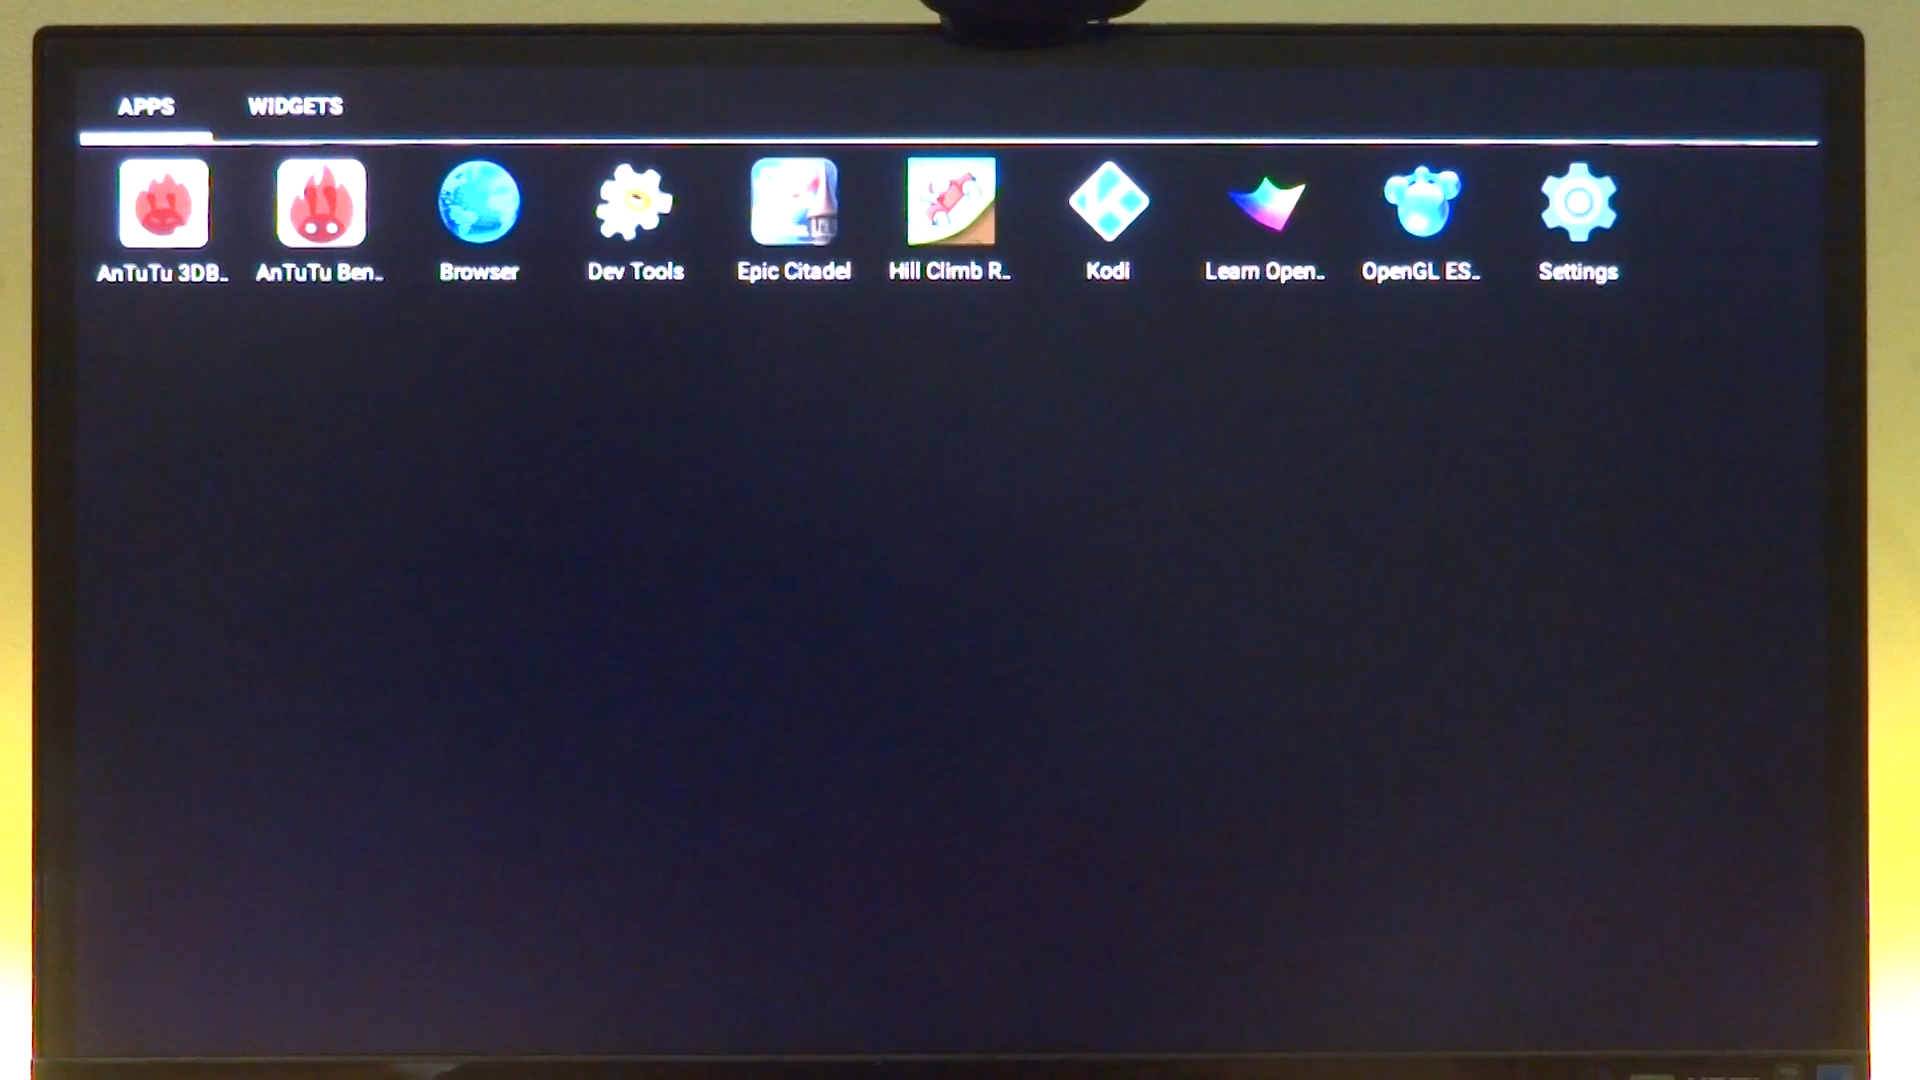 APPS WIDGETS
AnTuTu 3DB.. AnTuTu Ben.. Browser Dev Tools Epic Citadel Hill Climb R.. Kodi Learn Open.. OpenGL ES.. Settings